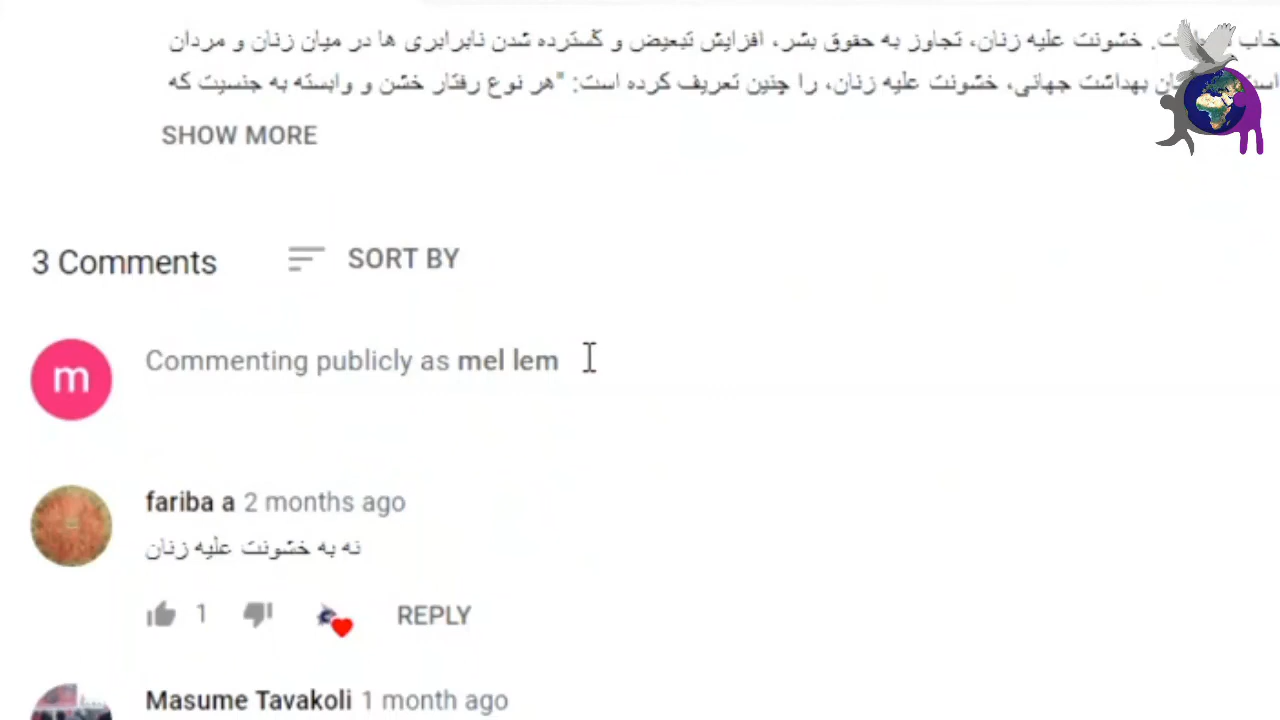 خاب ت. خشونت علیه زنان، تجاوز به حقوق بشر، افزایش تبعیض و گسترده شدن نابرابری ها در میان زنان و مردان
است ان بهداشت جهانی، خشونت علیه زنان، را چنین تعریف کرده است: "هر نوع رفتار خشن و وابسته به جنسیت که
SHOW MORE
3 Comments SORT BY
m Commenting publicly as mel lem
fariba a 2 months ago
نه به خشونت علیه زنان
1 REPLY
Masume Tavakoli 1 month ago